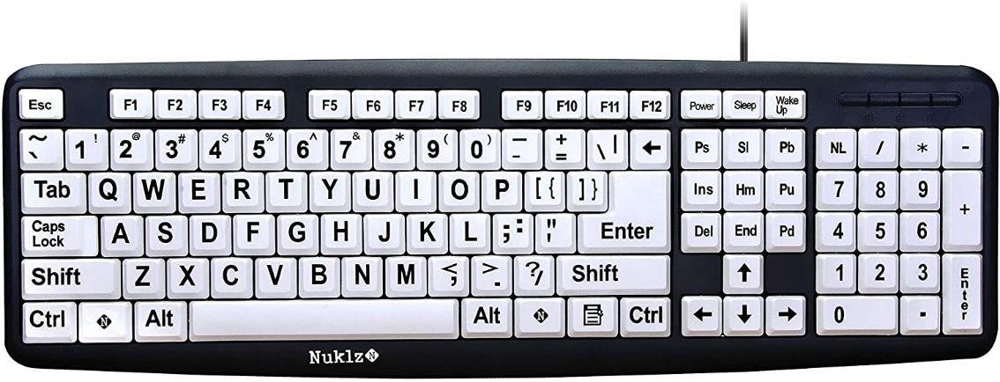 Esc F1 F2 F3 F4 F5 F6 F7 F8 F9 F10 F11 F12 Power Sleep Wake Up
~ ` 1 ! 2 @ 3 # 4 $ 5 % 6 ^ 7 & 8 * 9 ( 0 ) _ - + = \ | ← Ps Sl Pb NL / * -
Tab Q W E R T Y U I O P [ { ] } Ins Hm Pu 7 8 9 +
Caps Lock A S D F G H J K L ; : ' " Enter Del End Pd 4 5 6
Shift Z X C V B N M < , > . ? / Shift ↑ 1 2 3 Enter
Ctrl N Alt Alt N Ctrl ← ↓ → 0 .
Nuklz N